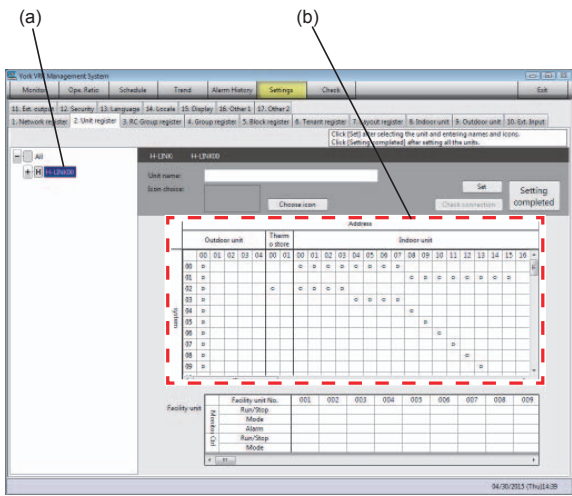 (a)
(b)
York VRF Management System
Monitor Ope. Ratio Schedule Trend Alarm History Settings Check Exit
11. Ext. output 12. Security 13. Language 14. Locale 15. Display 16. Other1 17. Other2
1. Network register 2. Unit register 3. RC Group register 4. Group register 5. Block register 6. Tenant register 7. Layout register 8. Indoor unit 9. Outdoor unit 10. Ext. Input
Click [Set] after selecting the unit and entering names and icons.
Click [Setting completed] after setting all the units.
All
H H-LINK00
H-LINK: H-LINK00
Unit name:
Icon choice:
Choose icon
Set
Check connection
Setting completed
Address
Outdoor unit Therm o store Indoor unit
00 01 02 03 04 00 01 00 01 02 03 04 05 06 07 08 09 10 11 12 13 14 15 16
system
00
01
02
03
04
05
06
07
08
09
Facility unit
Facility unit No. 001 002 003 004 005 006 007 008 009
Monitor
Run/Stop
Mode
Alarm
Ctrl
Run/Stop
Mode
04/30/2015 (Thu)14:39